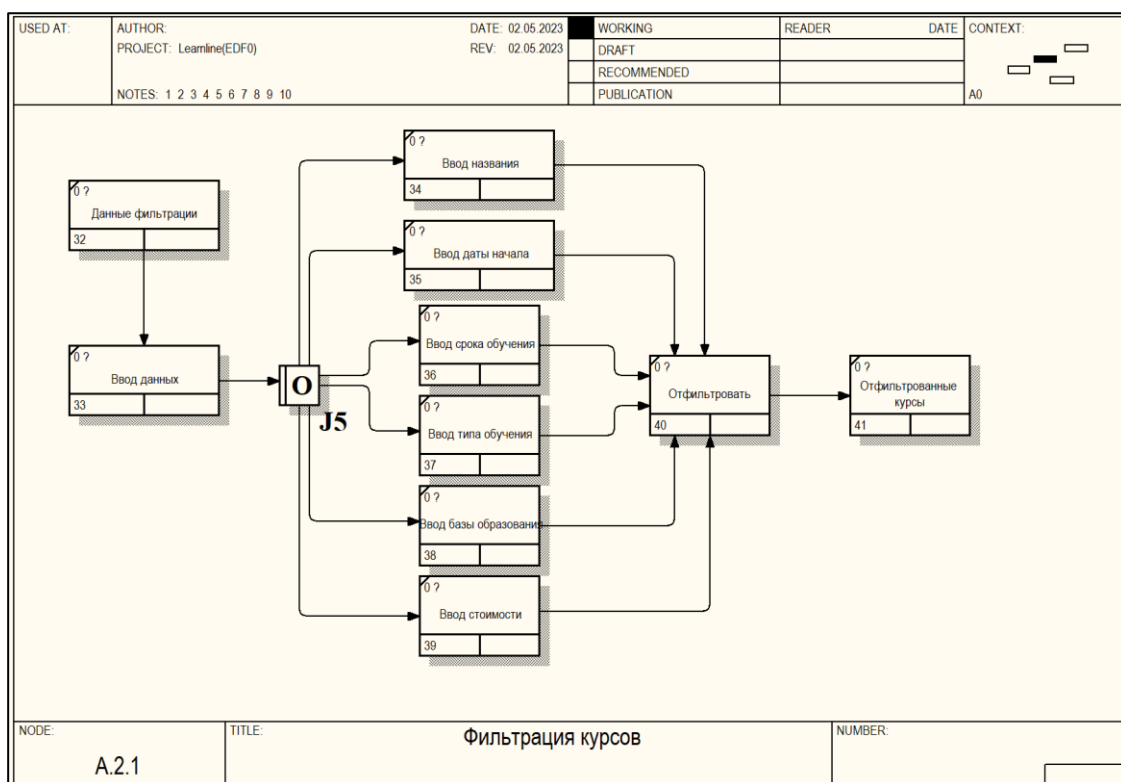 USED AT:
AUTHOR:
DATE: 02.05.2023
WORKING
READER
DATE
CONTEXT:
PROJECT: Learnline(EDF0)
REV: 02.05.2023
DRAFT
RECOMMENDED
NOTES: 1 2 3 4 5 6 7 8 9 10
PUBLICATION
A0
0 ?
Ввод названия
34
0 ?
Данные фильтрации
32
0 ?
Ввод даты начала
35
0 ?
Ввод срока обучения
36
0 ?
Ввод данных
33
O
J5
0 ?
Отфильтровать
40
0 ?
Отфильтрованные
курсы
41
0 ?
Ввод типа обучения
37
0 ?
Ввод базы образования
38
0 ?
Ввод стоимости
39
NODE:
A.2.1
TITLE:
Фильтрация курсов
NUMBER: